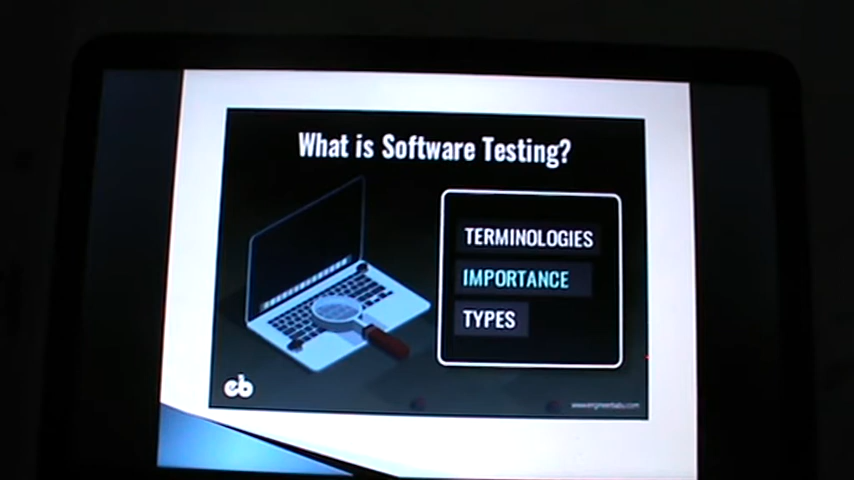 What is Software Testing?
TERMINOLOGIES
IMPORTANCE
TYPES
eb